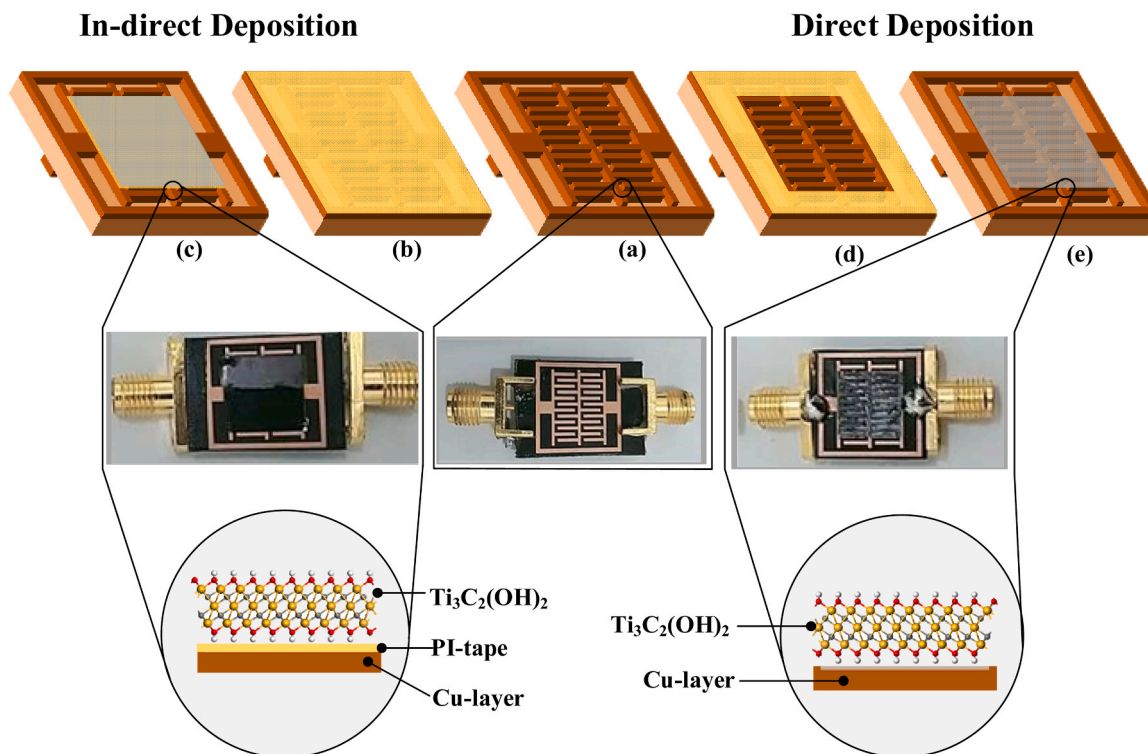 In-direct Deposition
Direct Deposition
(c)
(b)
(a)
(d)
(e)
Ti₃C₂(OH)₂
PI-tape
Cu-layer
Ti₃C₂(OH)₂
Cu-layer